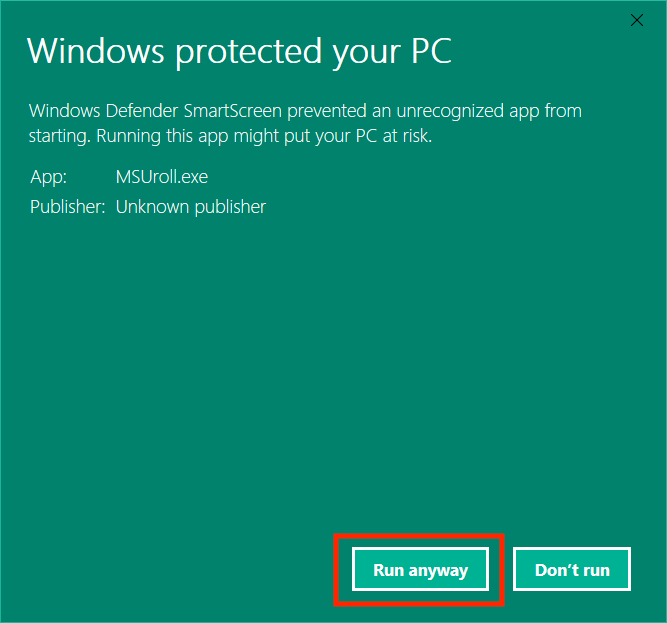 Windows protected your PC
Windows Defender SmartScreen prevented an unrecognized app from
starting. Running this app might put your PC at risk.
App: MSUroll.exe
Publisher: Unknown publisher
Run anyway Don't run